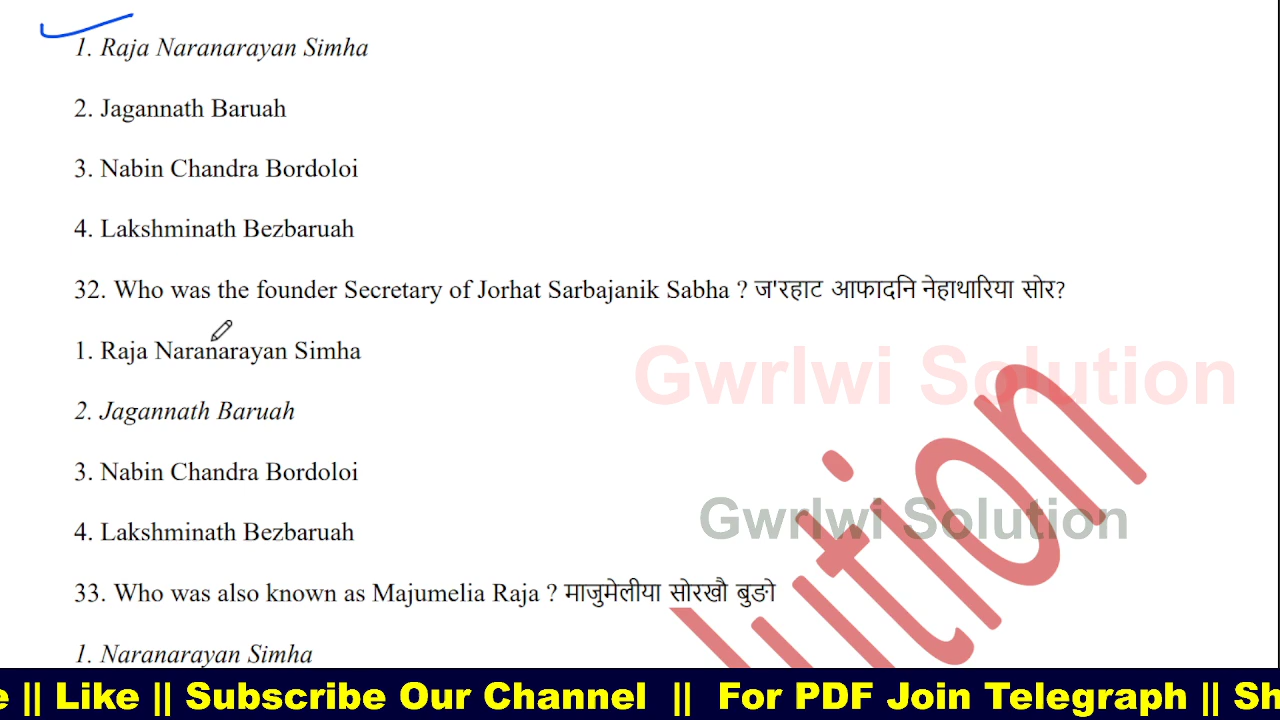 1. Raja Naranarayan Simha
2. Jagannath Baruah
3. Nabin Chandra Bordoloi
4. Lakshminath Bezbaruah
32. Who was the founder Secretary of Jorhat Sarbajanik Sabha ? ज'रहाट आफादनि नेहाथारिया सोर?
1. Raja Naranarayan Simha
Gwrlwi Solution
2. Jagannath Baruah
3. Nabin Chandra Bordoloi
4. Lakshminath Bezbaruah
Gwrlwi Solution
33. Who was also known as Majumelia Raja ? माजुमेलीया सोरखौ बुङो
1. Naranarayan Simha
|| Like || Subscribe Our Channel || For PDF Join Telegraph ||